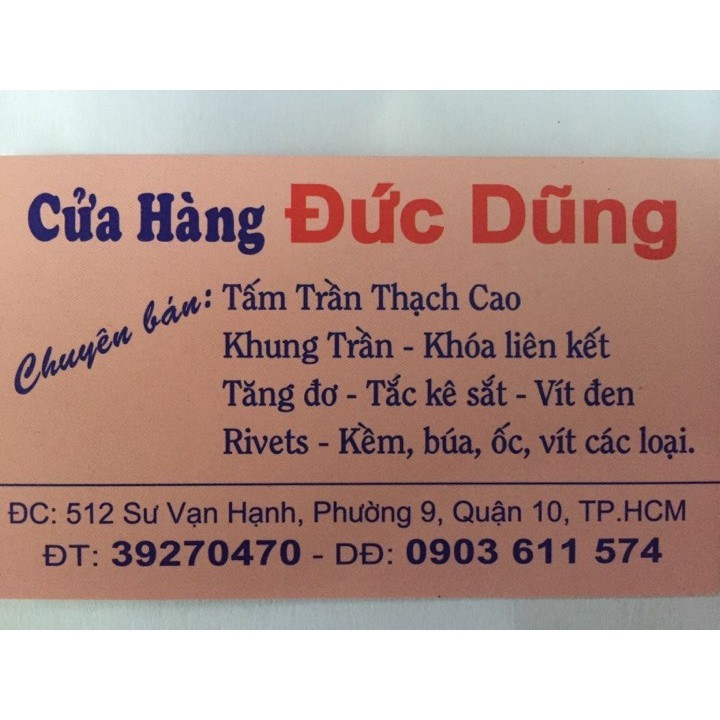 Cửa Hàng Đức Dũng
Chuyên bán: Tấm Trần Thạch Cao
Khung Trần - Khóa liên kết
Tăng đơ - Tắc kê sắt - Vít đen
Rivets - Kềm, búa, ốc, vít các loại.
ĐC: 512 Sư Vạn Hạnh, Phường 9, Quận 10, TP.HCM
ĐT: 39270470 - DĐ: 0903 611 574